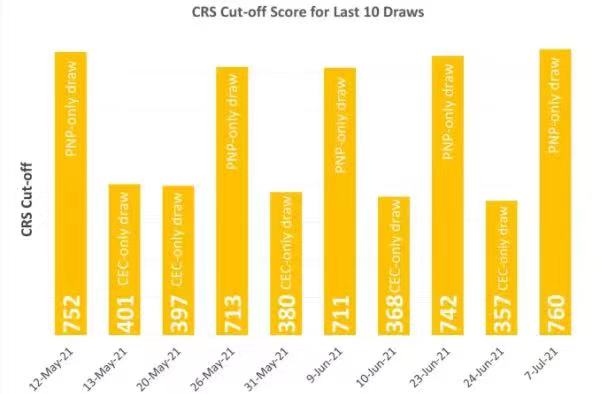 CRS Cut-off Score for Last 10 Draws
CRS Cut-off
752 PNP-only draw
401 CEC-only draw
397 CEC-only draw
713 PNP-only draw
380 CEC-only draw
711 PNP-only draw
368 CEC-only draw
742 PNP-only draw
357 CEC-only draw
760 PNP-only draw
12-May-21
13-May-21
20-May-21
26-May-21
31-May-21
9-Jun-21
10-Jun-21
23-Jun-21
24-Jun-21
7-Jul-21